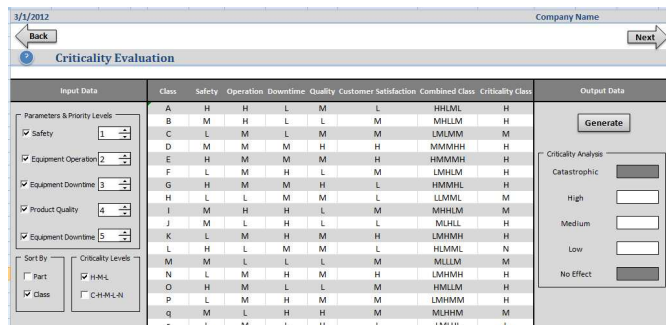 3/1/2012 Company Name
Back Next
? Criticality Evaluation
Input Data
Parameters & Priority Levels
Safety 1
Equipment Operation 2
Equipment Downtime 3
Product Quality 4
Equipment Downtime 5
Sort By
Part
Class
Criticality Levels
H-M-L
C-H-M-L-N
Class Safety Operation Downtime Quality Customer Satisfaction Combined Class Criticality Class
A H H L M L HHLML H
B M H L L M MHLLM H
C L M L M M LMLMM M
D M M M H H MMMHH H
E H M M M H HMMMH H
F L M H L M LMHLM H
G H M M H L HMMHL H
H L L M M L LLMML M
I M H H L M MHHLM M
J M L H L L MLHLL H
K L M H M H LMHMH H
L H L M M L HLMML N
M M L L L M MLLLM M
N L M H M H LMHMH H
O H M L L M HMLLM H
P L M H M M LMHMM H
q M L H H M MLHHM M
Output Data
Generate
Criticality Analysis
Catastrophic
High
Medium
Low
No Effect